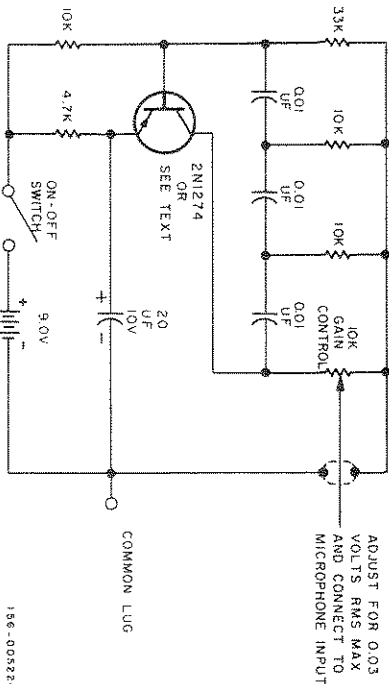 33K
10K
10K
10K
GAIN
CONTROL
ADJUST FOR 0.03
VOLTS RMS MAX
AND CONNECT TO
MICROPHONE INPUT
0.01
UF
0.01
UF
0.01
UF
2N1274
OR
SEE TEXT
10K
4.7K
20
UF
10V
+
-
ON-OFF
SWITCH
+
-
9.0V
COMMON LUG
156-00522-